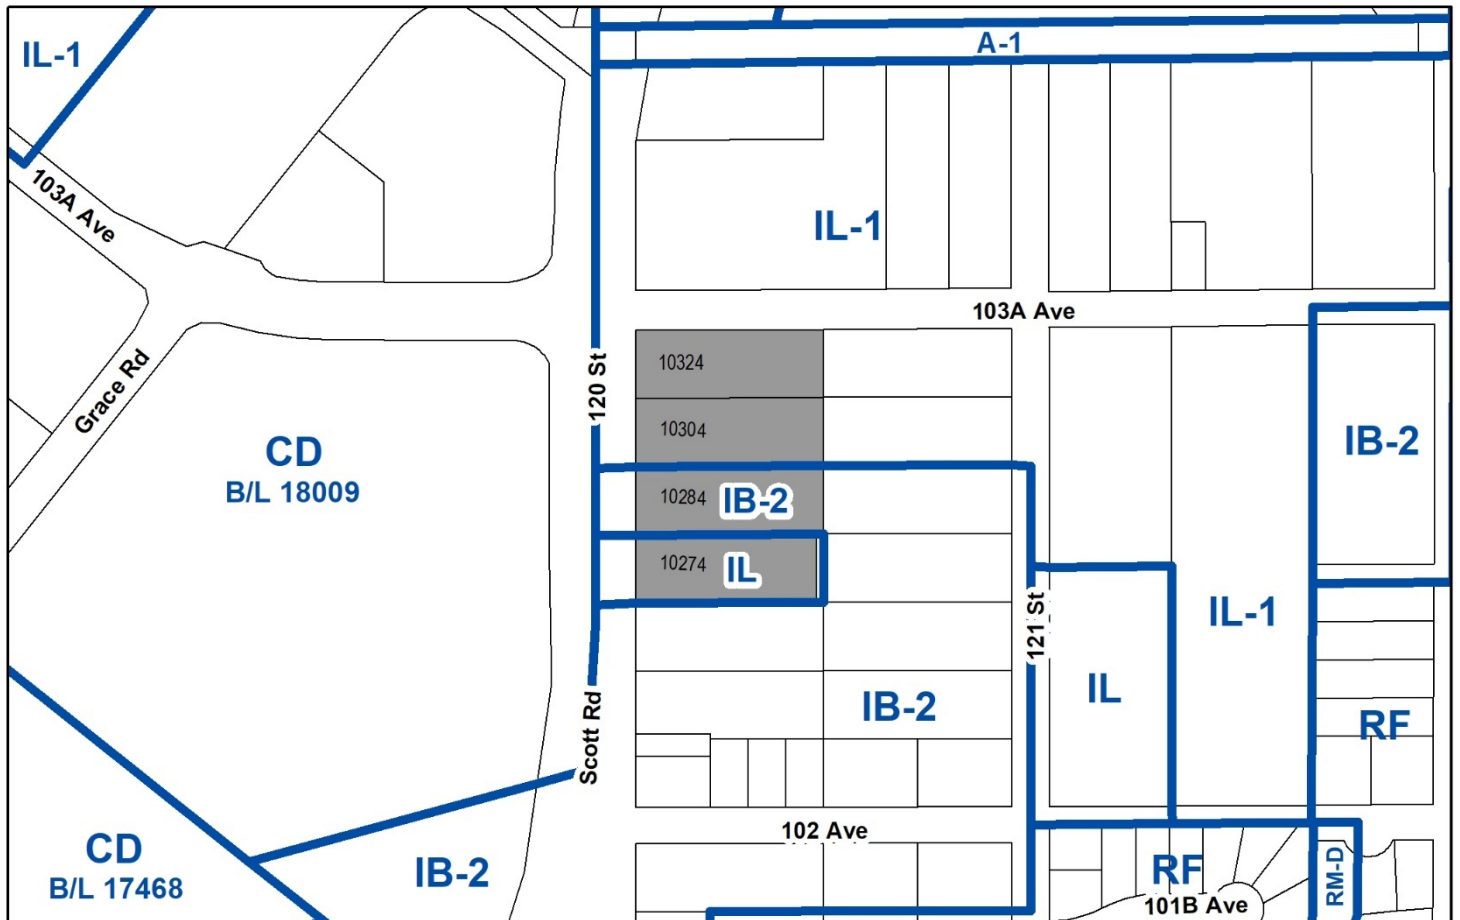 A-1
IL-1
103A Ave
IL-1
103A Ave
120 St
10324
Grace Rd
10304
CD
B/L 18009
IB-2
10284
IB-2
10274
IL
121 St
IL-1
IL
Scott Rd
IB-2
RF
102 Ave
CD
B/L 17468
IB-2
RF
RM-D
101B Ave